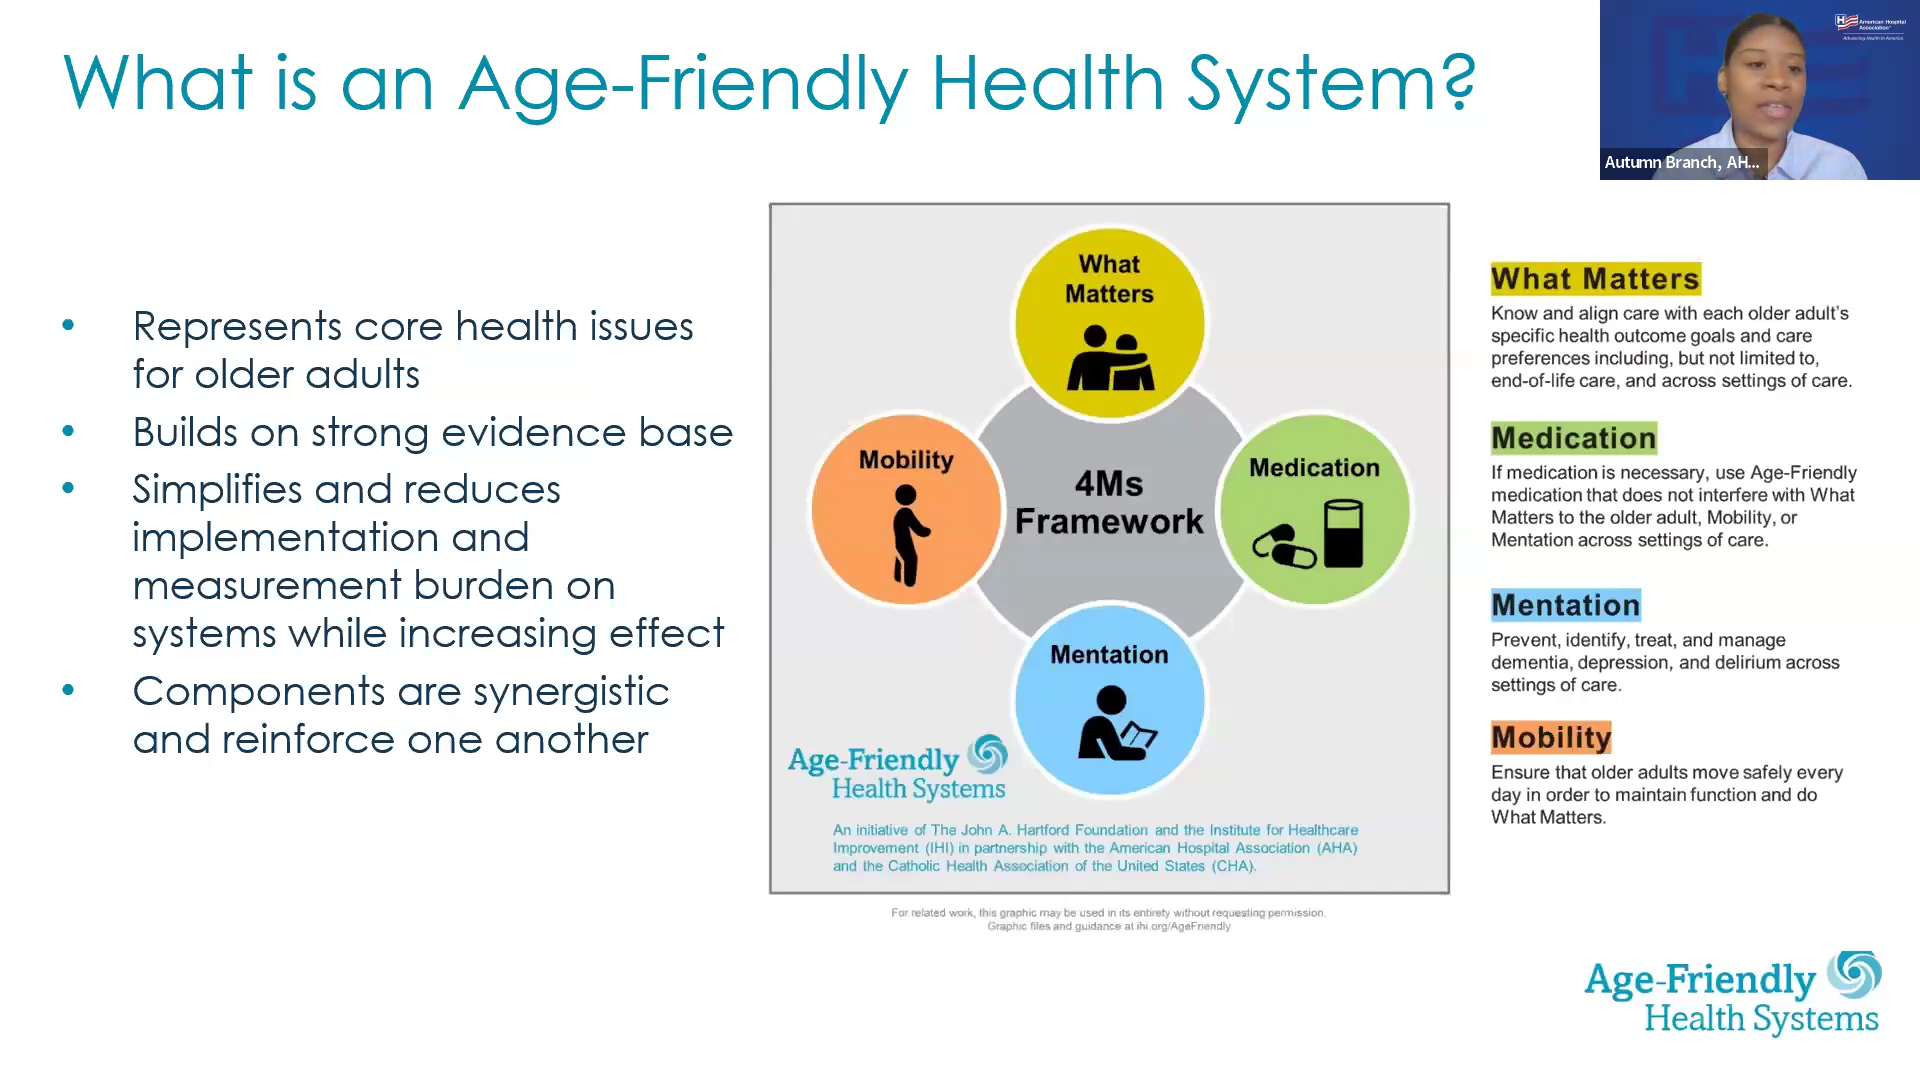 What is an Age-Friendly Health System?
American Hospital
Association
Advancing Health in America
Autumn Branch, AH...
• Represents core health issues
for older adults
• Builds on strong evidence base
• Simplifies and reduces
implementation and
measurement burden on
systems while increasing effect
• Components are synergistic
and reinforce one another
What
Matters
Mobility
4Ms
Framework
Medication
Mentation
Age-Friendly
Health Systems
An initiative of The John A. Hartford Foundation and the Institute for Healthcare
Improvement (IHI) in partnership with the American Hospital Association (AHA)
and the Catholic Health Association of the United States (CHA).
For related work, this graphic may be used in its entirety without requesting permission.
Graphic files and guidance at ihi.org/AgeFriendly
What Matters
Know and align care with each older adult's
specific health outcome goals and care
preferences including, but not limited to,
end-of-life care, and across settings of care.
Medication
If medication is necessary, use Age-Friendly
medication that does not interfere with What
Matters to the older adult, Mobility, or
Mentation across settings of care.
Mentation
Prevent, identify, treat, and manage
dementia, depression, and delirium across
settings of care.
Mobility
Ensure that older adults move safely every
day in order to maintain function and do
What Matters.
Age-Friendly
Health Systems